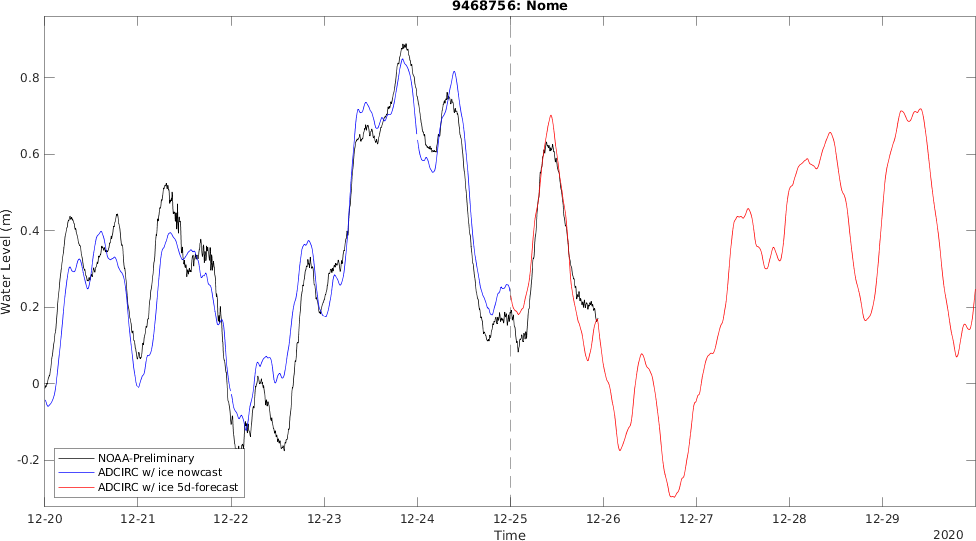 9468756: Nome
Water Level (m)
0.8
0.6
0.4
0.2
0
-0.2
NOAA-Preliminary
ADCIRC w/ ice nowcast
ADCIRC w/ ice 5d-forecast
12-20 12-21 12-22 12-23 12-24 12-25 12-26 12-27 12-28 12-29
Time
2020